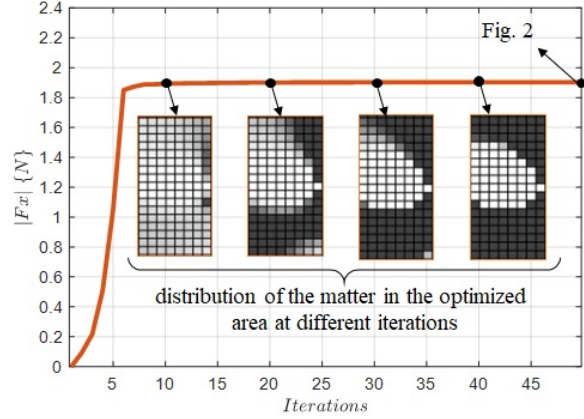 2.4
2.2
2
1.8
1.6
1.4
1.2
1
0.8
0.6
0.4
0.2
0
|Fx| {N}
Fig. 2
distribution of the matter in the optimized
area at different iterations
5 10 15 20 25 30 35 40 45
Iterations